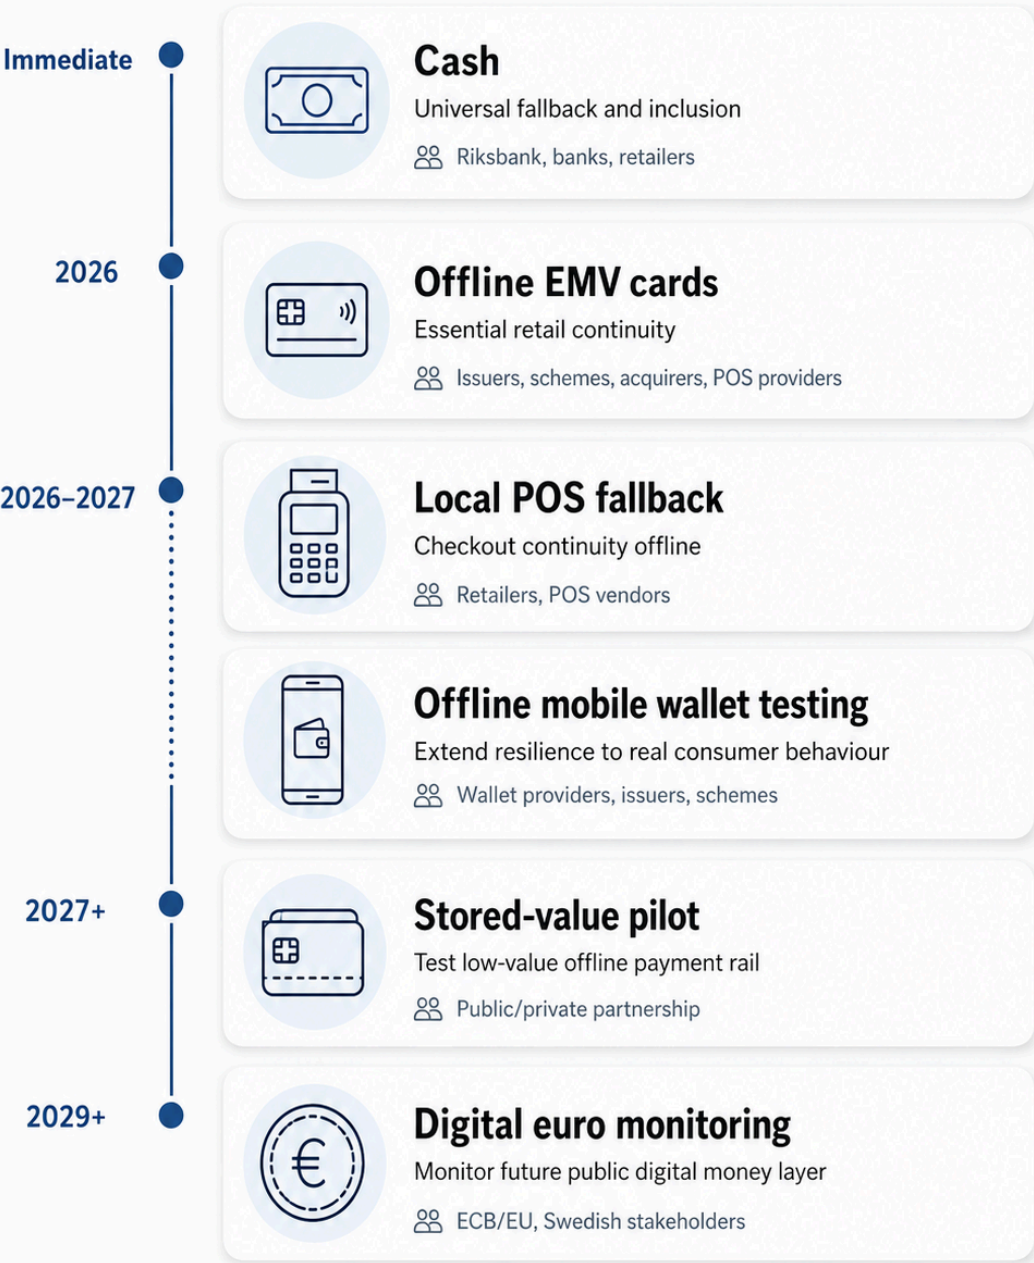 Immediate
Cash
Universal fallback and inclusion
Riksbank, banks, retailers
2026
Offline EMV cards
Essential retail continuity
Issuers, schemes, acquirers, POS providers
2026–2027
Local POS fallback
Checkout continuity offline
Retailers, POS vendors
Offline mobile wallet testing
Extend resilience to real consumer behaviour
Wallet providers, issuers, schemes
2027+
Stored-value pilot
Test low-value offline payment rail
Public/private partnership
2029+
€
Digital euro monitoring
Monitor future public digital money layer
ECB/EU, Swedish stakeholders